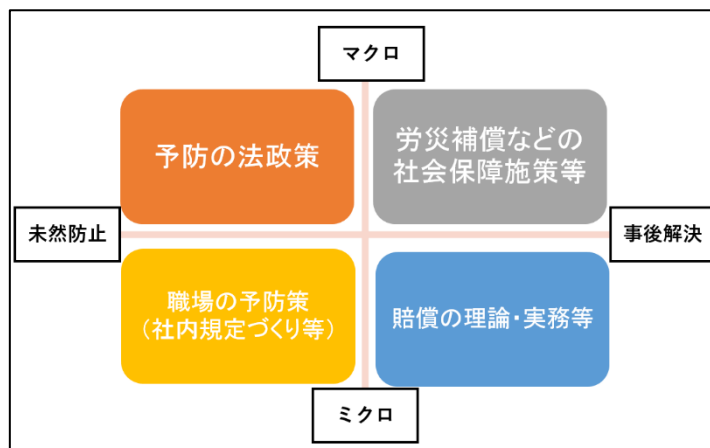 マクロ
予防の法政策
労災補償などの
社会保障施策等
未然防止
事後解決
職場の予防策
（社内規定づくり等）
賠償の理論・実務等
ミクロ